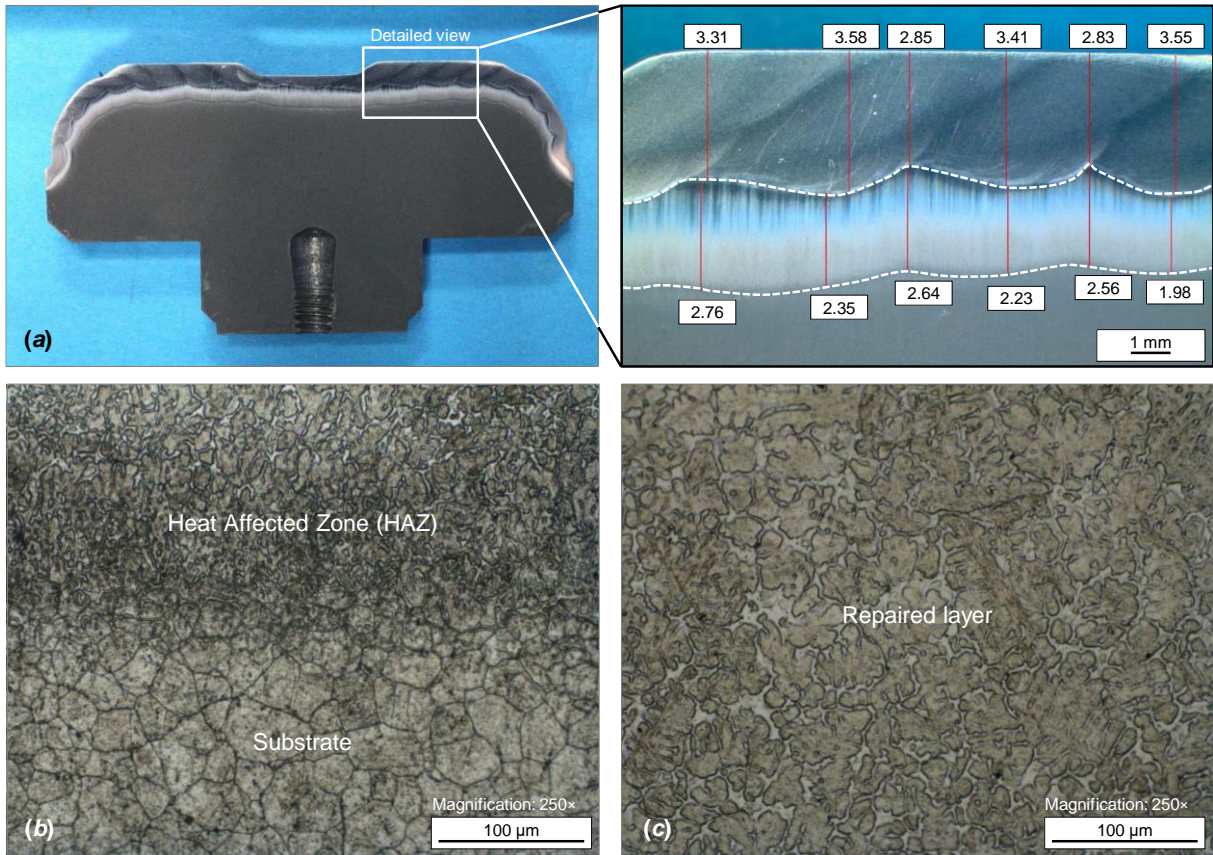 Detailed view
(a)
3.31 3.58 2.85 3.41 2.83 3.55
2.76 2.35 2.64 2.23 2.56 1.98
1 mm
Heat Affected Zone (HAZ)
Substrate
Magnification: 250×
100 µm
(b)
Repaired layer
Magnification: 250×
100 µm
(c)